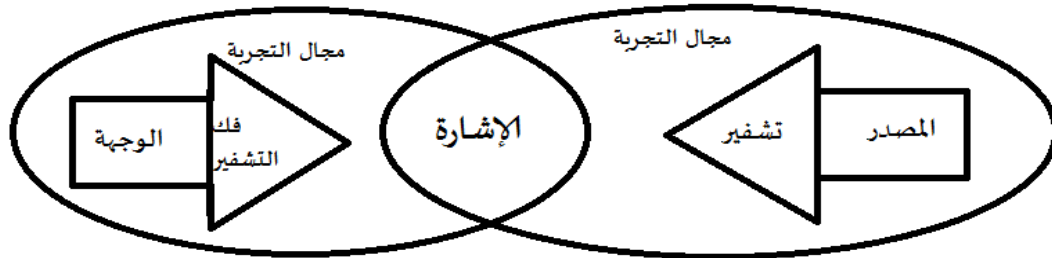 مجال التجربة
المصدر
تشفير
الإشارة
مجال التجربة
فك
التشفير
الوجهة